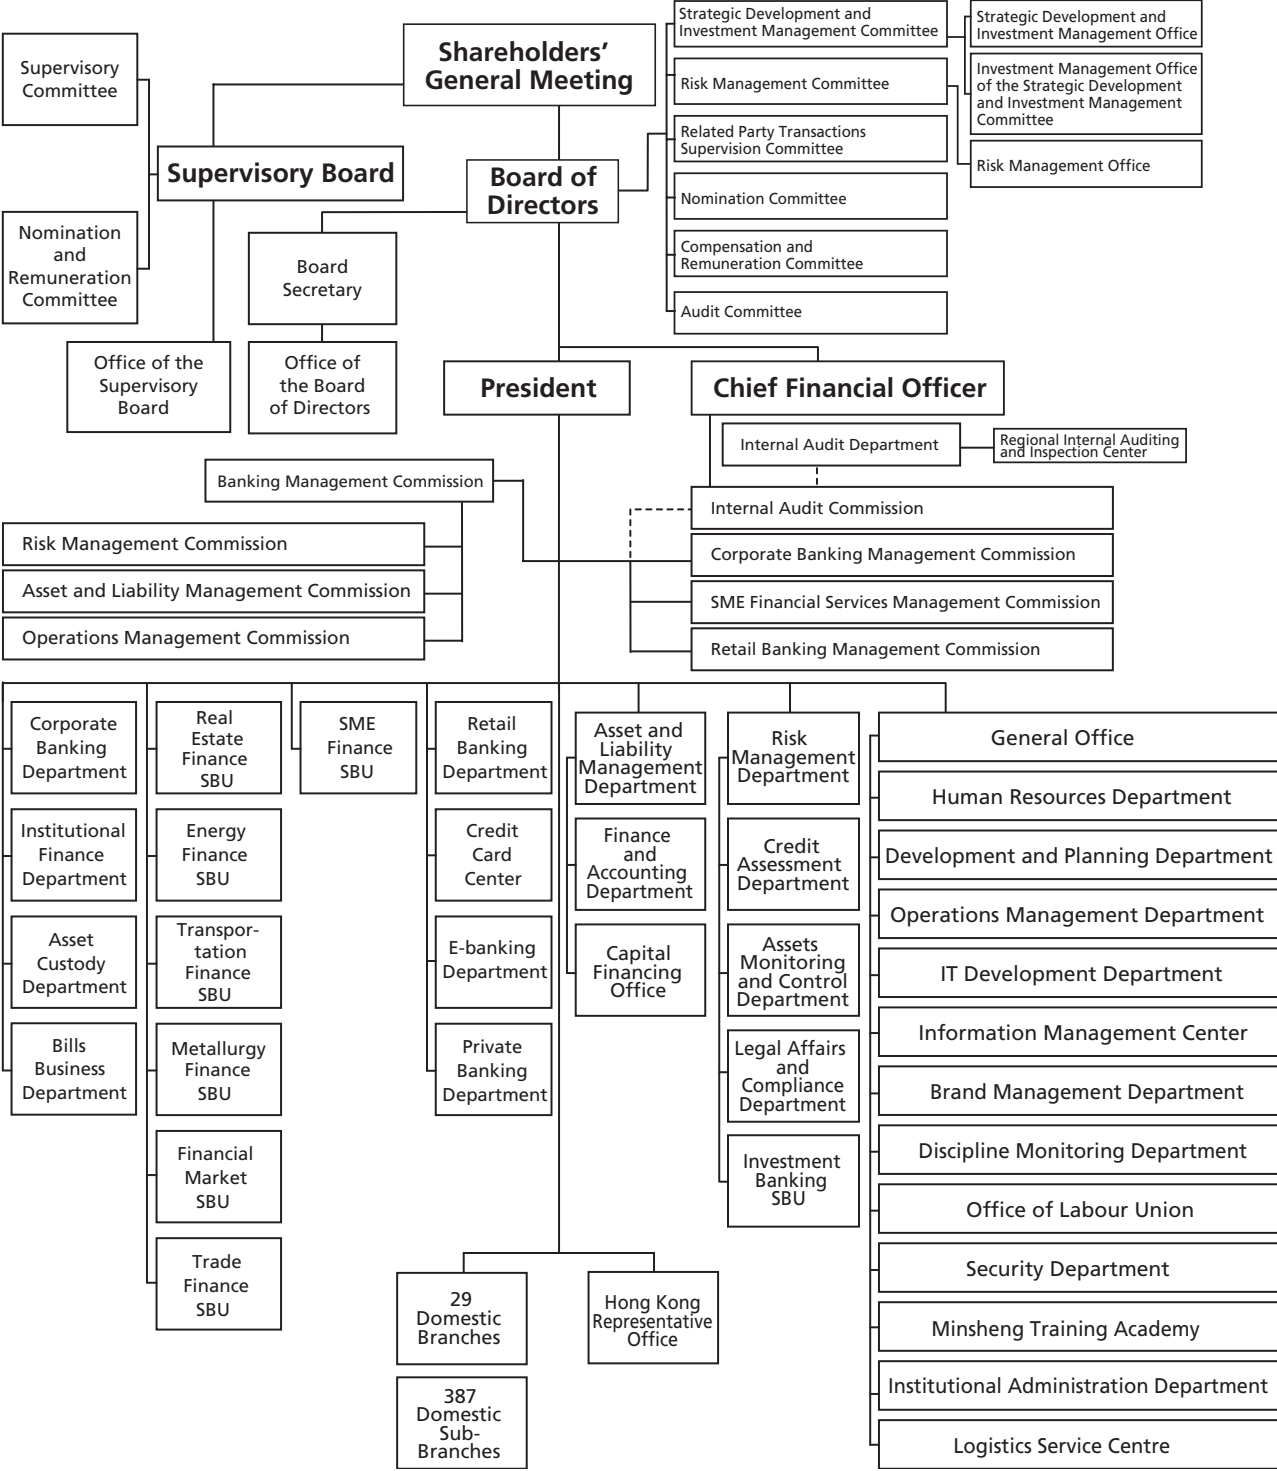 Shareholders’
General Meeting
Supervisory
Committee
Supervisory Board
Nomination
and
Remuneration
Committee
Office of the
Supervisory
Board
Board of
Directors
Board
Secretary
Office of
the Board
of Directors
Strategic Development and
Investment Management Committee
Risk Management Committee
Related Party Transactions
Supervision Committee
Nomination Committee
Compensation and
Remuneration Committee
Audit Committee
Strategic Development and
Investment Management Office
Investment Management Office
of the Strategic Development
and Investment Management
Committee
Risk Management Office
President
Chief Financial Officer
Internal Audit Department
Regional Internal Auditing
and Inspection Center
Banking Management Commission
Risk Management Commission
Asset and Liability Management Commission
Operations Management Commission
Internal Audit Commission
Corporate Banking Management Commission
SME Financial Services Management Commission
Retail Banking Management Commission
Corporate
Banking
Department
Institutional
Finance
Department
Asset
Custody
Department
Bills
Business
Department
Real
Estate
Finance
SBU
Energy
Finance
SBU
Transpor-
tation
Finance
SBU
Metallurgy
Finance
SBU
Financial
Market
SBU
Trade
Finance
SBU
SME
Finance
SBU
Retail
Banking
Department
Credit
Card
Center
E-banking
Department
Private
Banking
Department
Asset and
Liability
Management
Department
Finance
and
Accounting
Department
Capital
Financing
Office
Risk
Management
Department
Credit
Assessment
Department
Assets
Monitoring
and Control
Department
Legal Affairs
and
Compliance
Department
Investment
Banking
SBU
General Office
Human Resources Department
Development and Planning Department
Operations Management Department
IT Development Department
Information Management Center
Brand Management Department
Discipline Monitoring Department
Office of Labour Union
Security Department
Minsheng Training Academy
Institutional Administration Department
Logistics Service Centre
29
Domestic
Branches
387
Domestic
Sub-
Branches
Hong Kong
Representative
Office